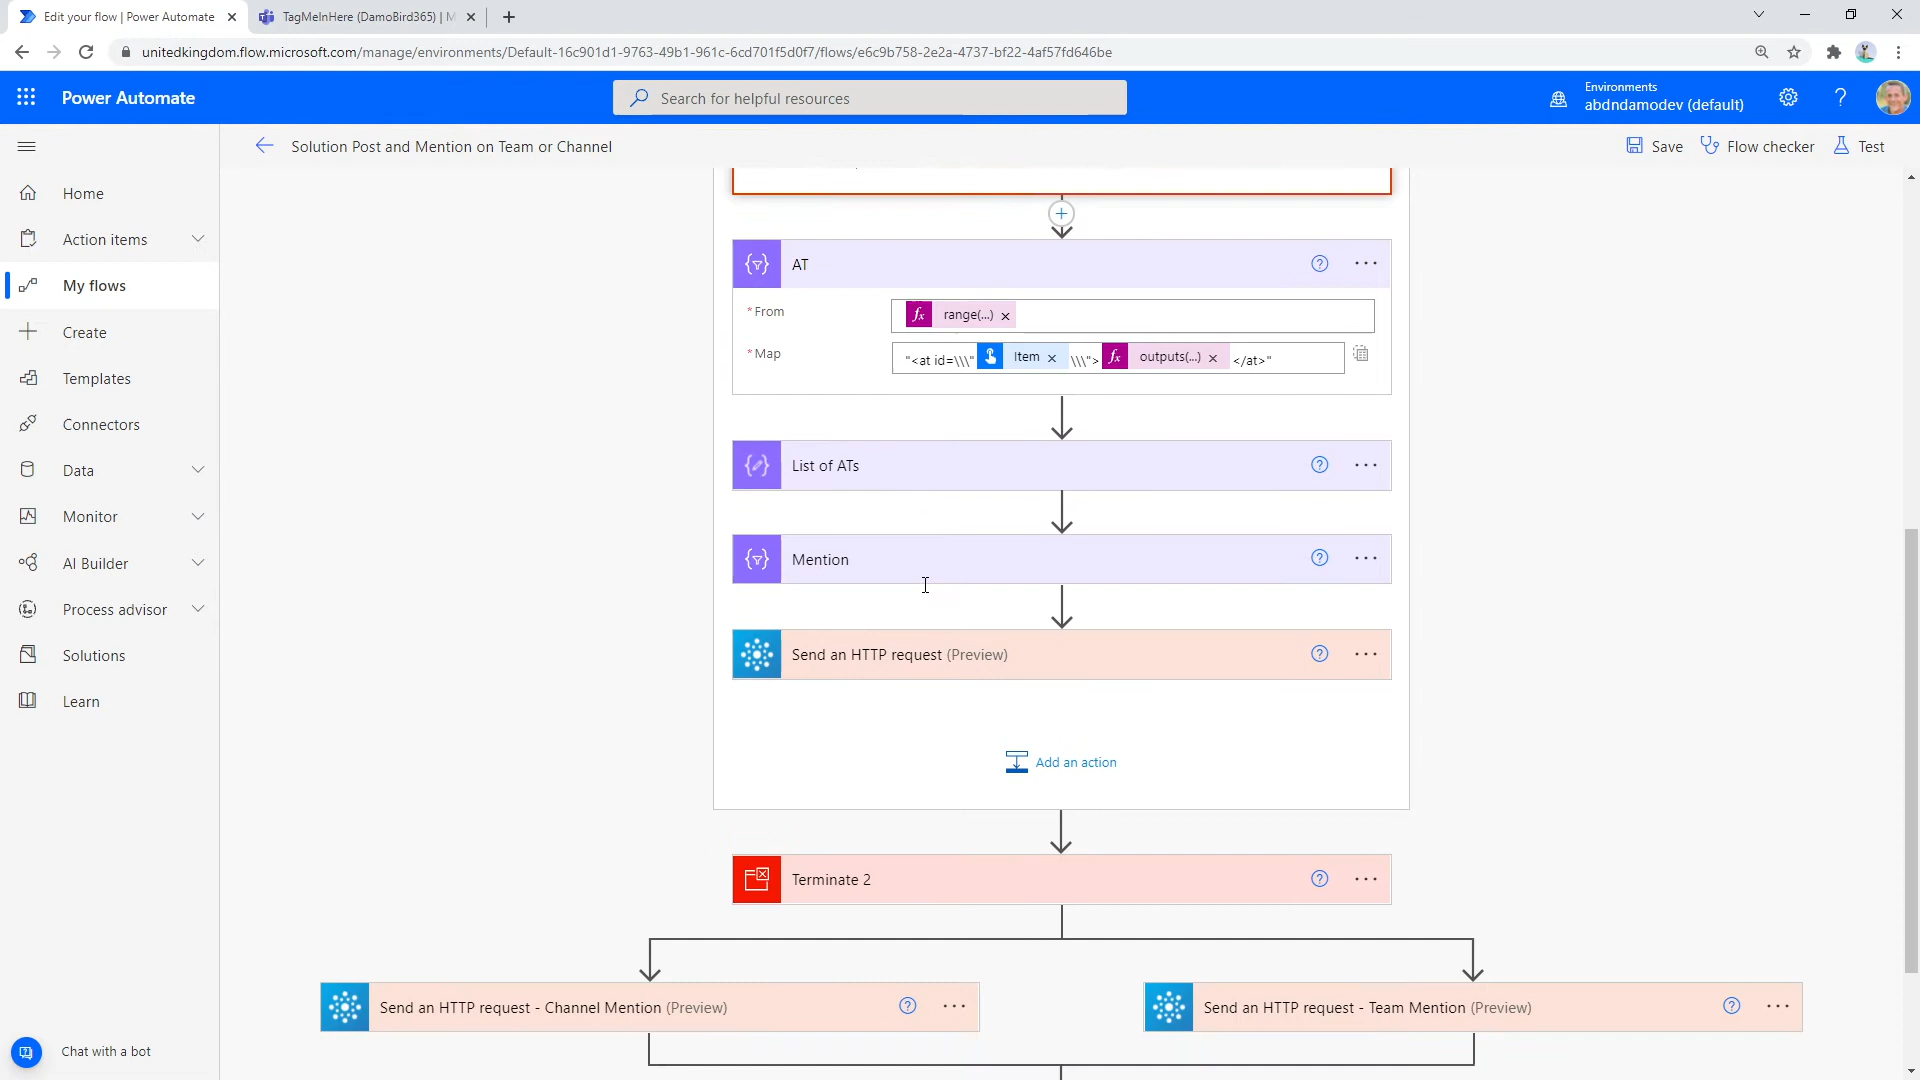 Edit your flow | Power Automate
TagMeInHere (DamoBird365) | M
unitedkingdom.flow.microsoft.com/manage/environments/Default-16c901d1-9763-49b1-961c-6cd701f5d0f7/flows/e6c9b758-2e2a-4737-bf22-4af57fd646be
Power Automate
Search for helpful resources
Environments
abdndamodev (default)
Solution Post and Mention on Team or Channel
Save
Flow checker
Test
Home
Action items
My flows
Create
Templates
Connectors
Data
Monitor
AI Builder
Process advisor
Solutions
Learn
Chat with a bot
AT
*From
range(...)
*Map
"<at id=\\\" Item \\\"> outputs(...) </at>"
List of ATs
Mention
Send an HTTP request (Preview)
Add an action
Terminate 2
Send an HTTP request - Channel Mention (Preview)
Send an HTTP request - Team Mention (Preview)